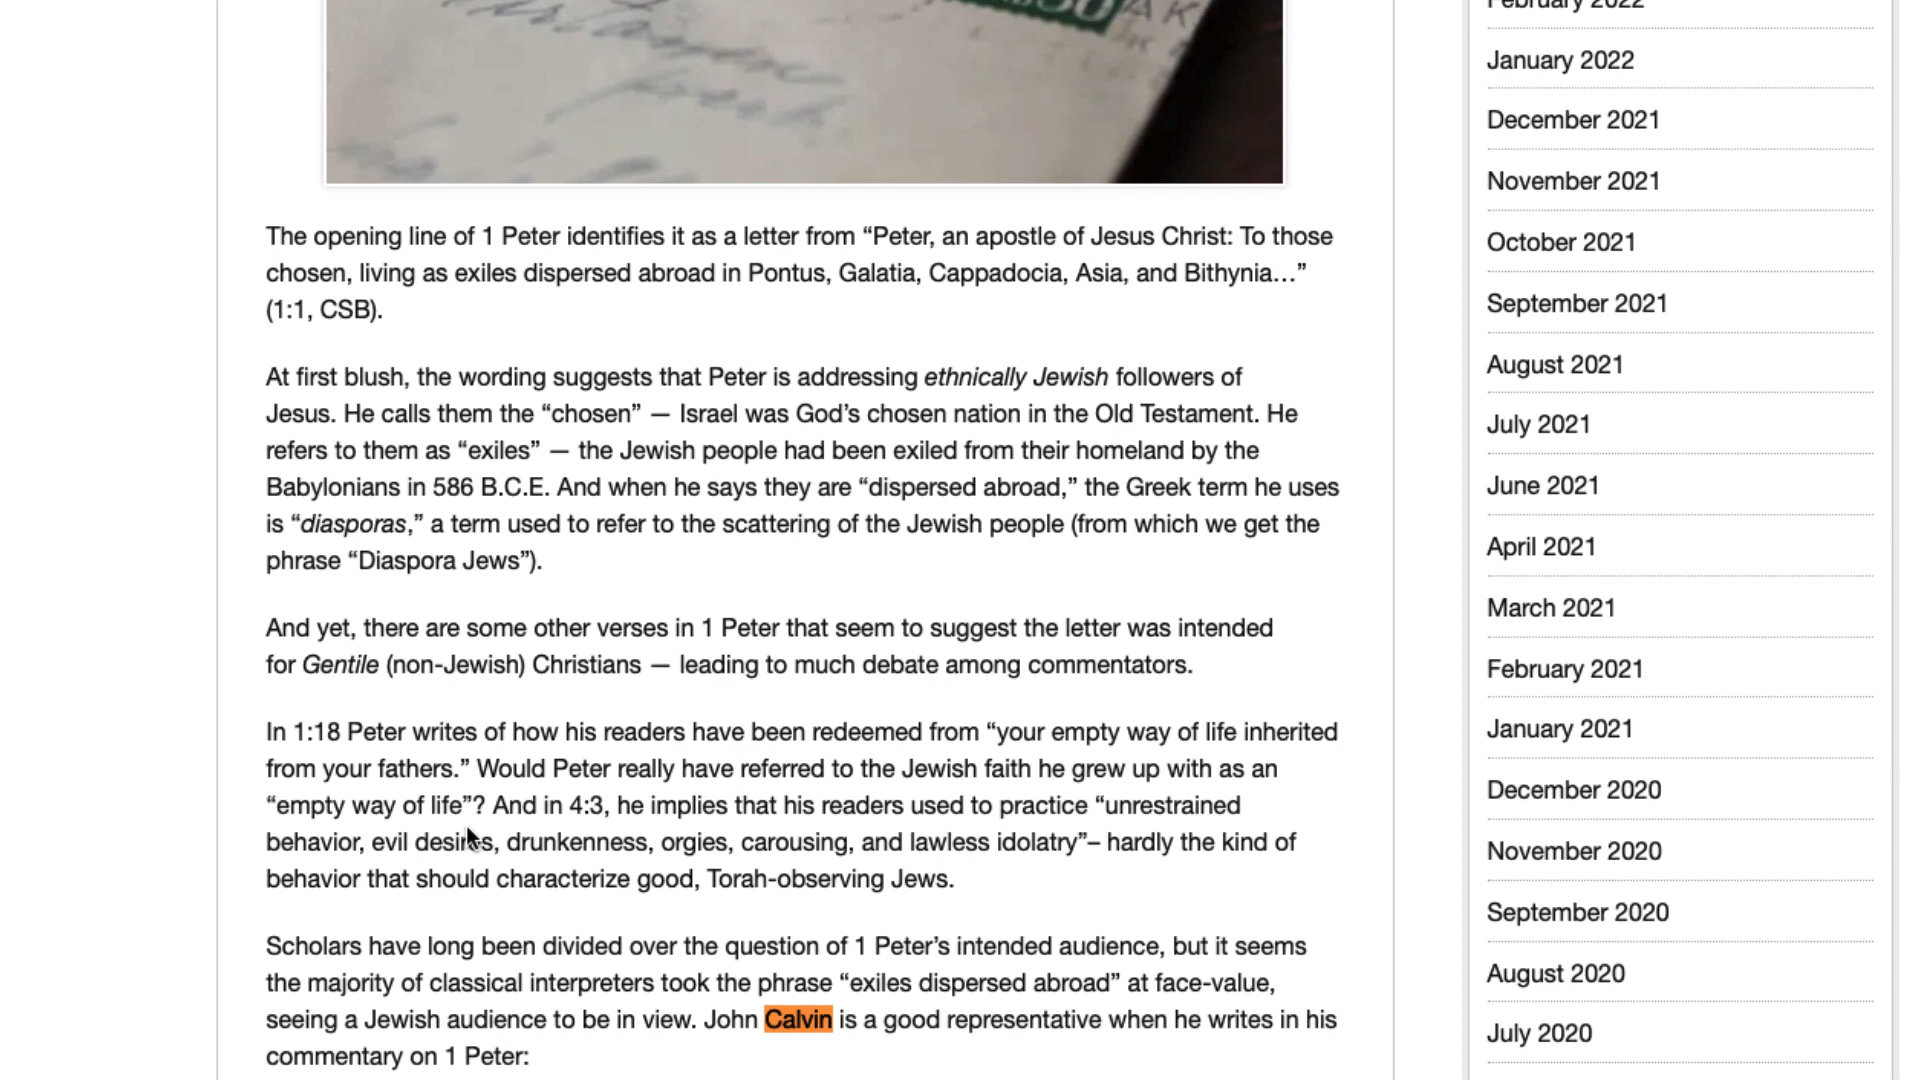 The opening line of 1 Peter identifies it as a letter from “Peter, an apostle of Jesus Christ: To those
chosen, living as exiles dispersed abroad in Pontus, Galatia, Cappadocia, Asia, and Bithynia…”
(1:1, CSB).
At first blush, the wording suggests that Peter is addressing ethnically Jewish followers of
Jesus. He calls them the “chosen” — Israel was God’s chosen nation in the Old Testament. He
refers to them as “exiles” — the Jewish people had been exiled from their homeland by the
Babylonians in 586 B.C.E. And when he says they are “dispersed abroad,” the Greek term he uses
is “diasporas,” a term used to refer to the scattering of the Jewish people (from which we get the
phrase “Diaspora Jews”).
And yet, there are some other verses in 1 Peter that seem to suggest the letter was intended
for Gentile (non-Jewish) Christians — leading to much debate among commentators.
In 1:18 Peter writes of how his readers have been redeemed from “your empty way of life inherited
from your fathers.” Would Peter really have referred to the Jewish faith he grew up with as an
“empty way of life”? And in 4:3, he implies that his readers used to practice “unrestrained
behavior, evil desires, drunkenness, orgies, carousing, and lawless idolatry”– hardly the kind of
behavior that should characterize good, Torah-observing Jews.
Scholars have long been divided over the question of 1 Peter’s intended audience, but it seems
the majority of classical interpreters took the phrase “exiles dispersed abroad” at face-value,
seeing a Jewish audience to be in view. John Calvin is a good representative when he writes in his
commentary on 1 Peter:
February 2022
January 2022
December 2021
November 2021
October 2021
September 2021
August 2021
July 2021
June 2021
April 2021
March 2021
February 2021
January 2021
December 2020
November 2020
September 2020
August 2020
July 2020